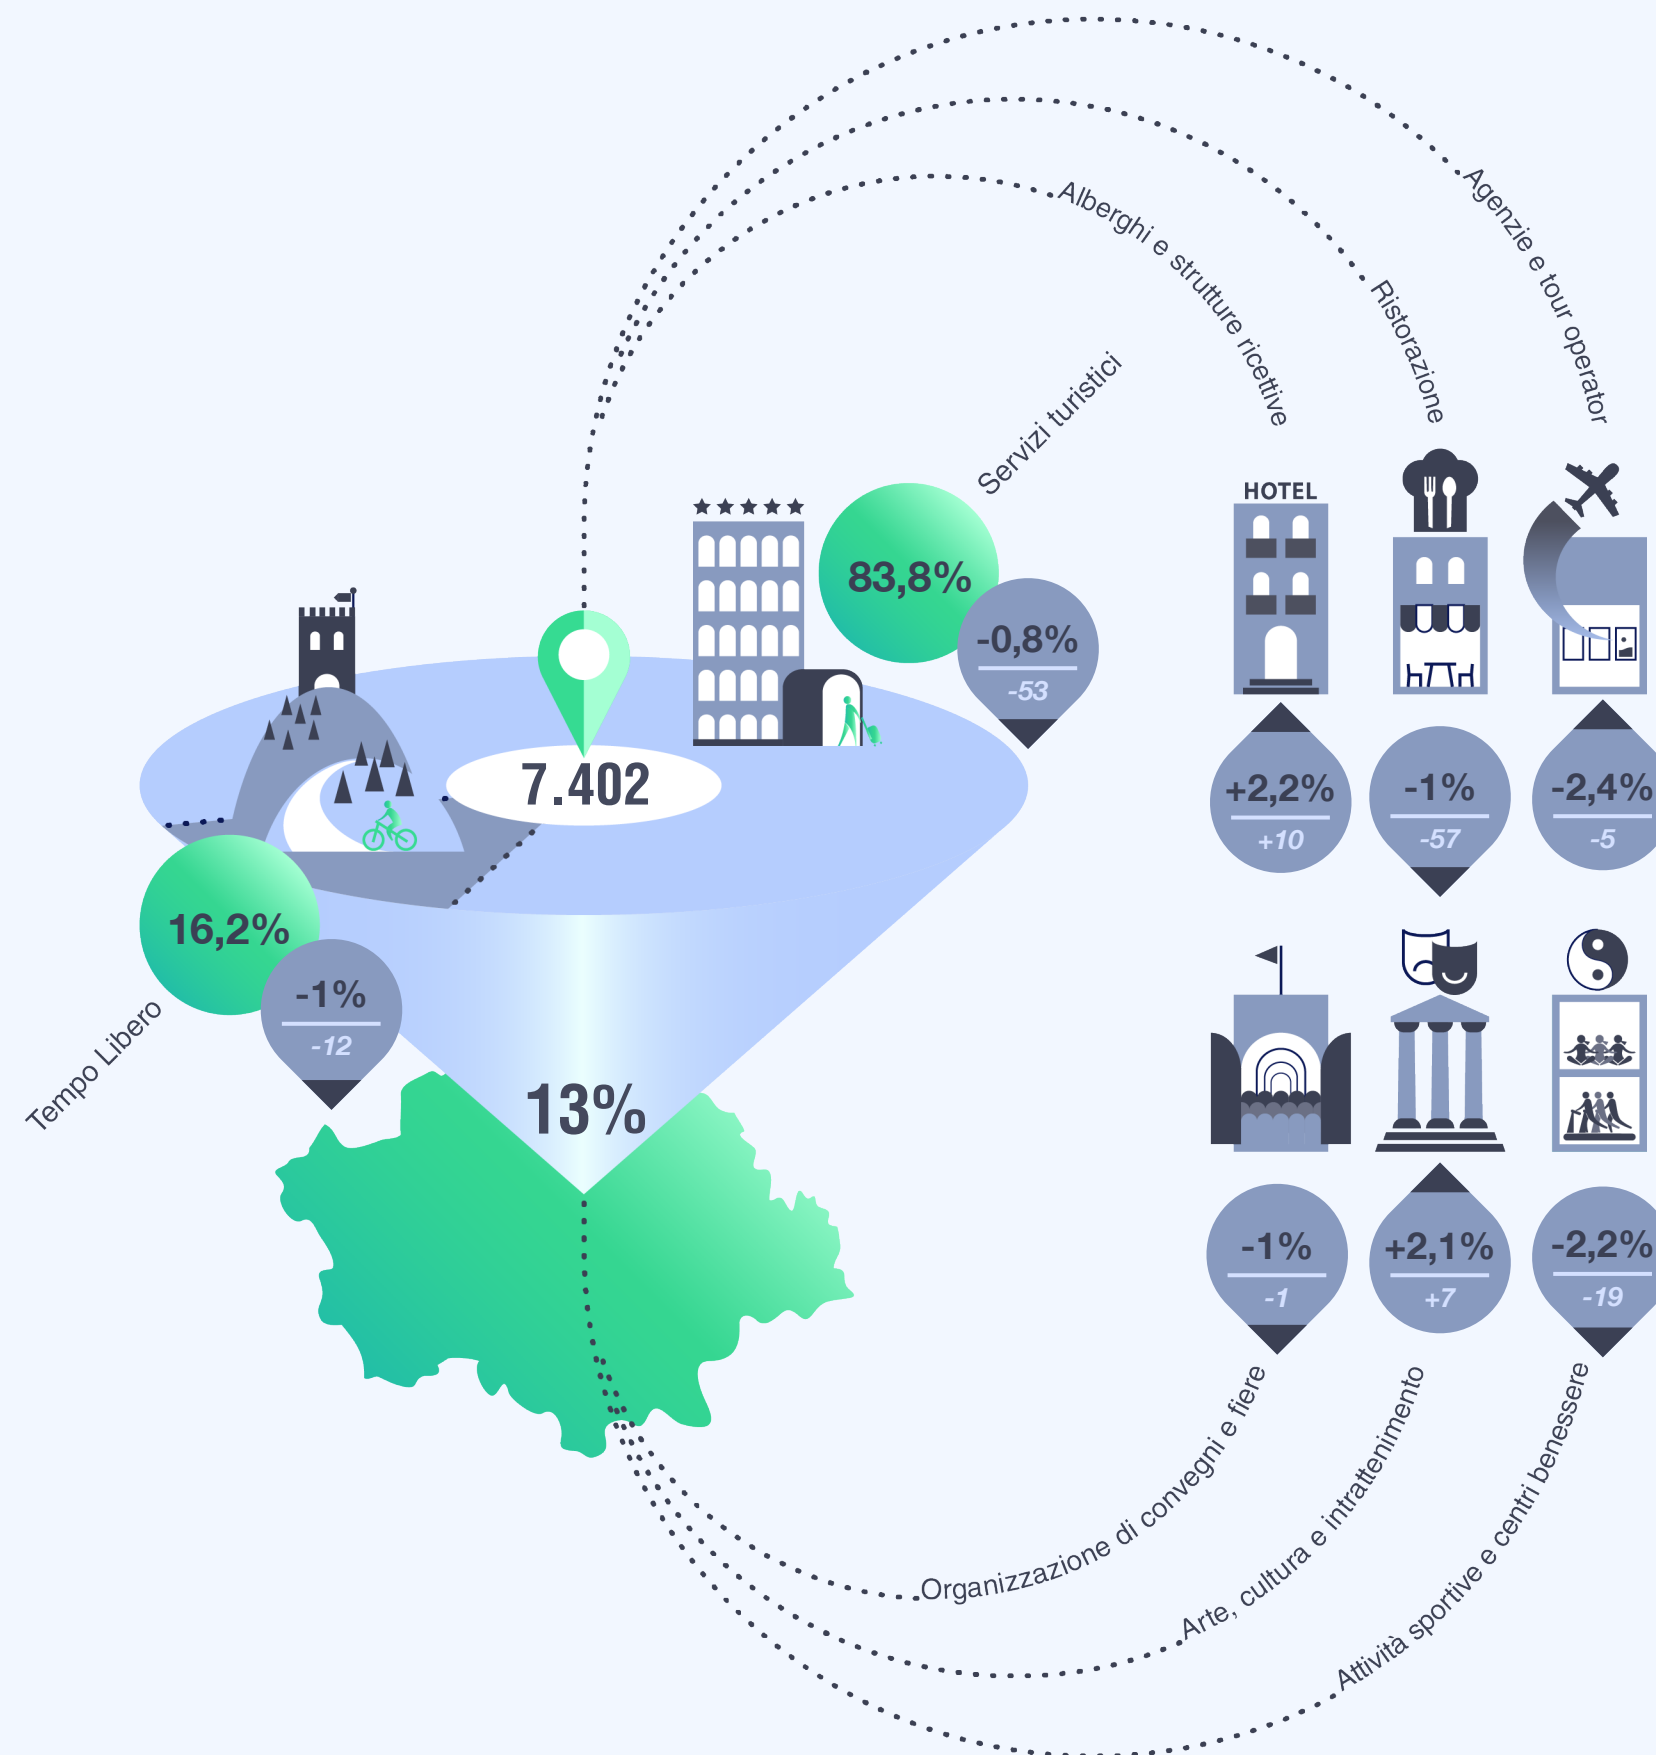 Agenzie e tour operator
Ristorazione
Alberghi e strutture ricettive
Servizi turistici
HOTEL
83,8%
-0,8%
-53
7.402
+2,2%
+10
-1%
-57
-2,4%
-5
16,2%
-1%
-12
Tempo Libero
13%
-1%
-1
+2,1%
+7
-2,2%
-19
Organizzazione di convegni e fiere
Arte, cultura e intrattenimento
Attività sportive e centri benessere